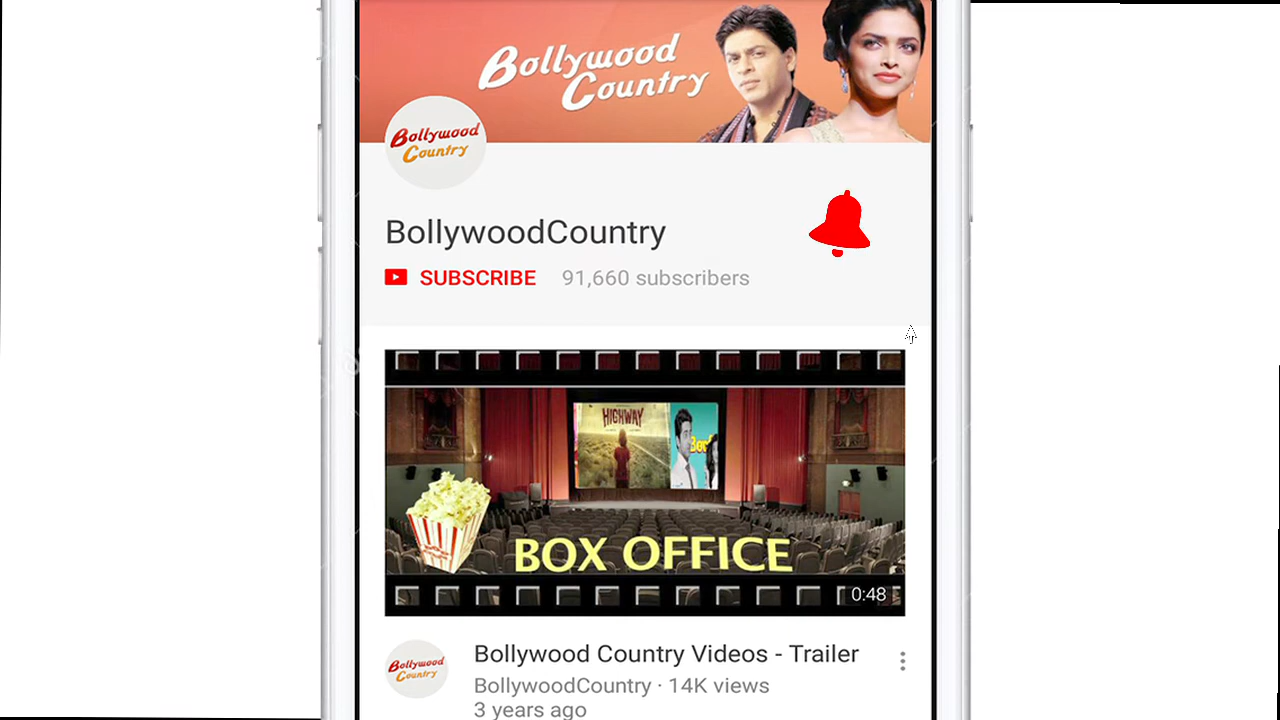 Bollywood
Country
Bollywood
Country
BollywoodCountry
SUBSCRIBE 91,660 subscribers
HIGHWAY
BOX OFFICE
0:48
Bollywood
Country
Bollywood Country Videos - Trailer
BollywoodCountry · 14K views
3 years ago